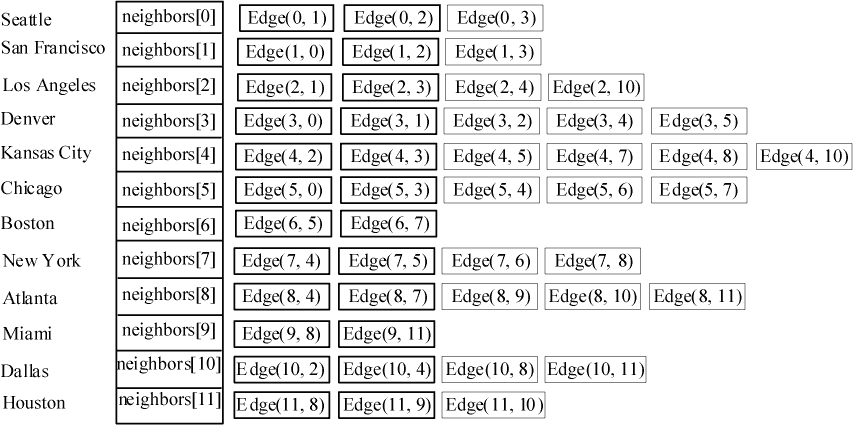 Seattle neighbors[0] Edge(0, 1) Edge(0, 2) Edge(0, 3)
San Francisco neighbors[1] Edge(1, 0) Edge(1, 2) Edge(1, 3)
Los Angeles neighbors[2] Edge(2, 1) Edge(2, 3) Edge(2, 4) Edge(2, 10)
Denver neighbors[3] Edge(3, 0) Edge(3, 1) Edge(3, 2) Edge(3, 4) Edge(3, 5)
Kansas City neighbors[4] Edge(4, 2) Edge(4, 3) Edge(4, 5) Edge(4, 7) Edge(4, 8) Edge(4, 10)
Chicago neighbors[5] Edge(5, 0) Edge(5, 3) Edge(5, 4) Edge(5, 6) Edge(5, 7)
Boston neighbors[6] Edge(6, 5) Edge(6, 7)
New York neighbors[7] Edge(7, 4) Edge(7, 5) Edge(7, 6) Edge(7, 8)
Atlanta neighbors[8] Edge(8, 4) Edge(8, 7) Edge(8, 9) Edge(8, 10) Edge(8, 11)
Miami neighbors[9] Edge(9, 8) Edge(9, 11)
Dallas neighbors[10] Edge(10, 2) Edge(10, 4) Edge(10, 8) Edge(10, 11)
Houston neighbors[11] Edge(11, 8) Edge(11, 9) Edge(11, 10)